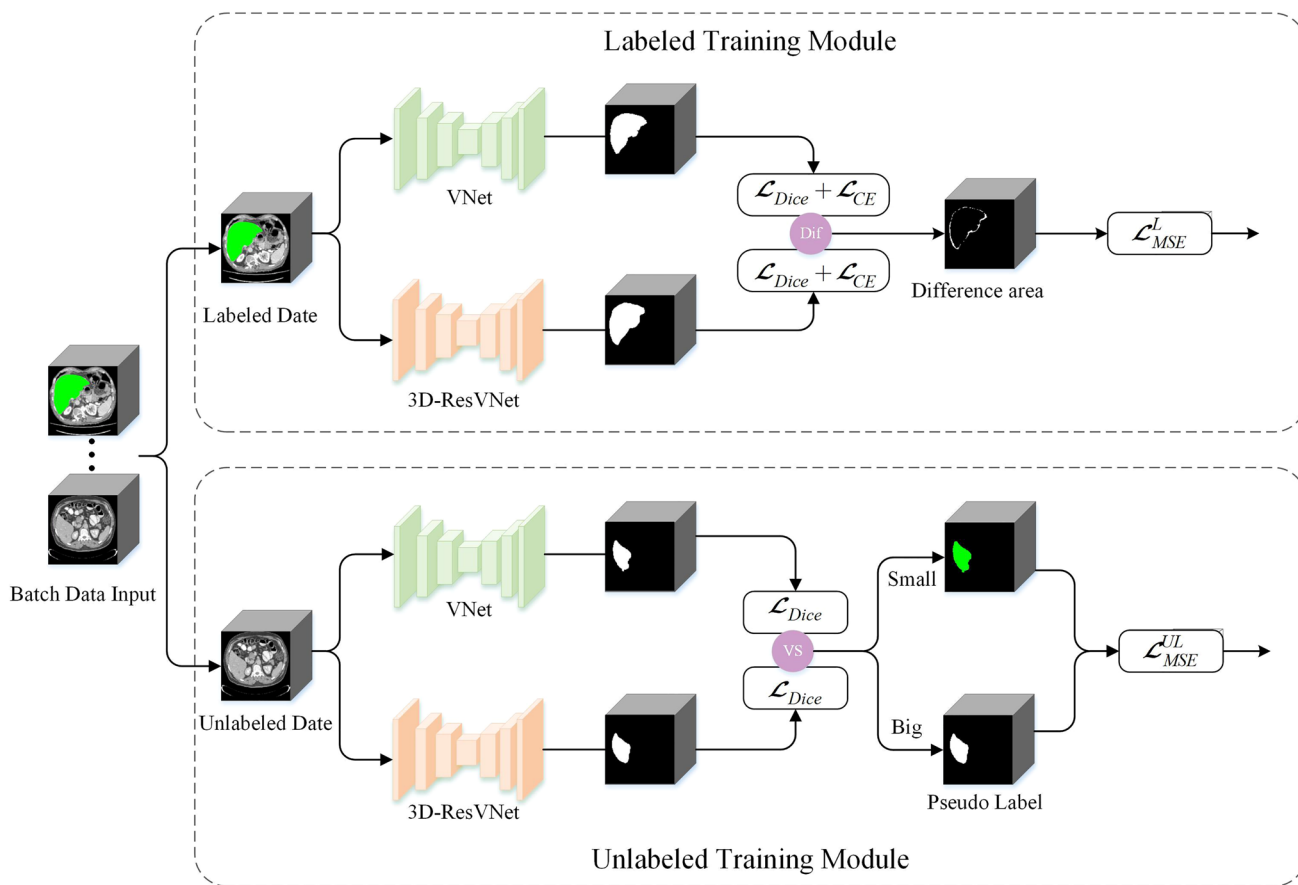 Labeled Training Module
VNet
ℒ_Dice + ℒ_CE
Dif
ℒ_Dice + ℒ_CE
ℒ^L_MSE
Difference area
Labeled Date
3D-ResVNet
Batch Data Input
VNet
ℒ_Dice
VS
ℒ_Dice
Small
Big
ℒ^UL_MSE
Unlabeled Date
3D-ResVNet
Pseudo Label
Unlabeled Training Module